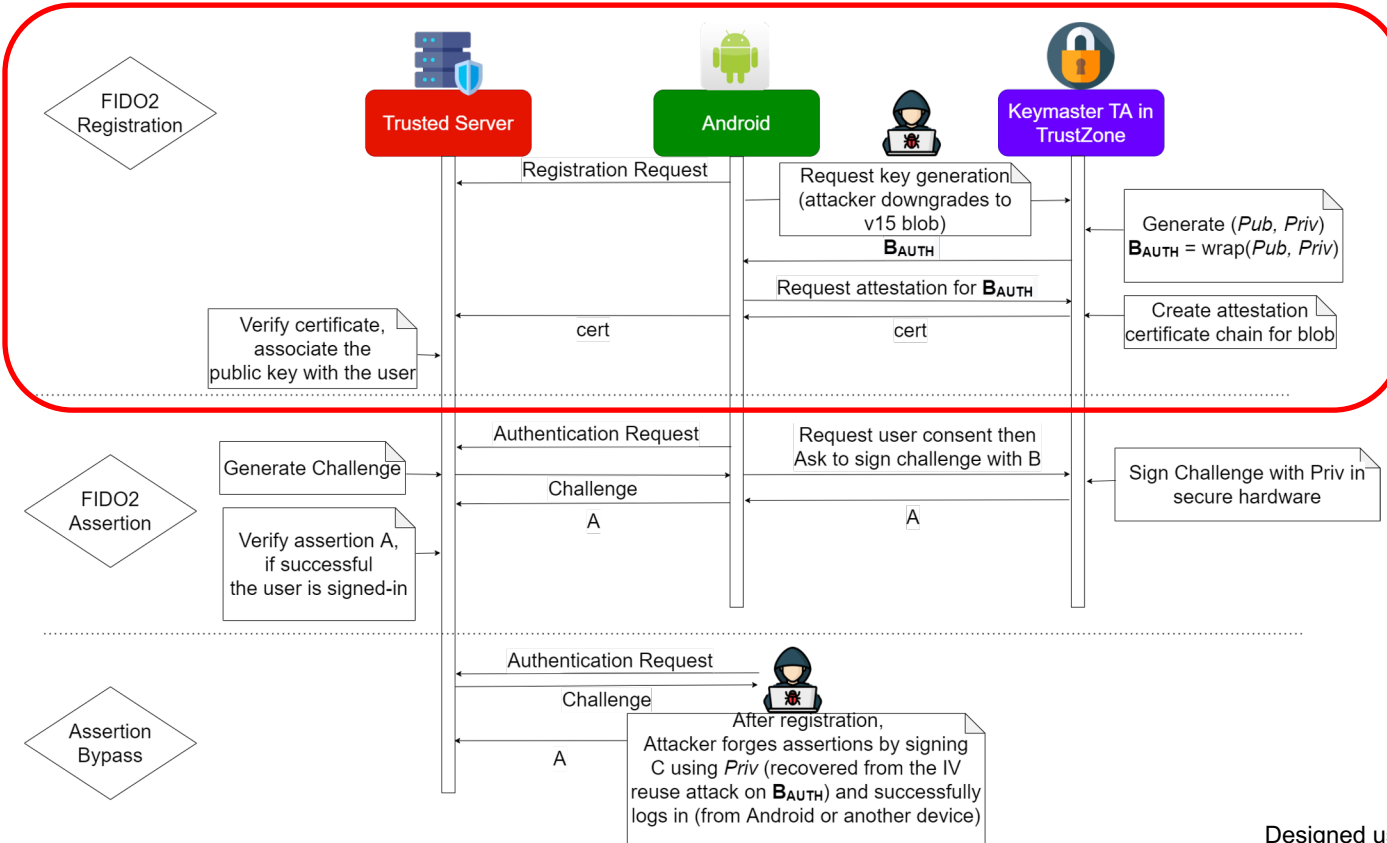 FIDO2
Registration
Trusted Server
Android
Keymaster TA in
TrustZone
Registration Request
Request key generation
(attacker downgrades to
v15 blob)
Generate (Pub, Priv)
BAUTH = wrap(Pub, Priv)
BAUTH
Request attestation for BAUTH
Create attestation
certificate chain for blob
cert
cert
Verify certificate,
associate the
public key with the user
FIDO2
Assertion
Authentication Request
Request user consent then
Ask to sign challenge with B
Generate Challenge
Challenge
Sign Challenge with Priv in
secure hardware
A
A
Verify assertion A,
if successful
the user is signed-in
Assertion
Bypass
Authentication Request
Challenge
A
After registration,
Attacker forges assertions by signing
C using Priv (recovered from the IV
reuse attack on BAUTH) and successfully
logs in (from Android or another device)
Designed